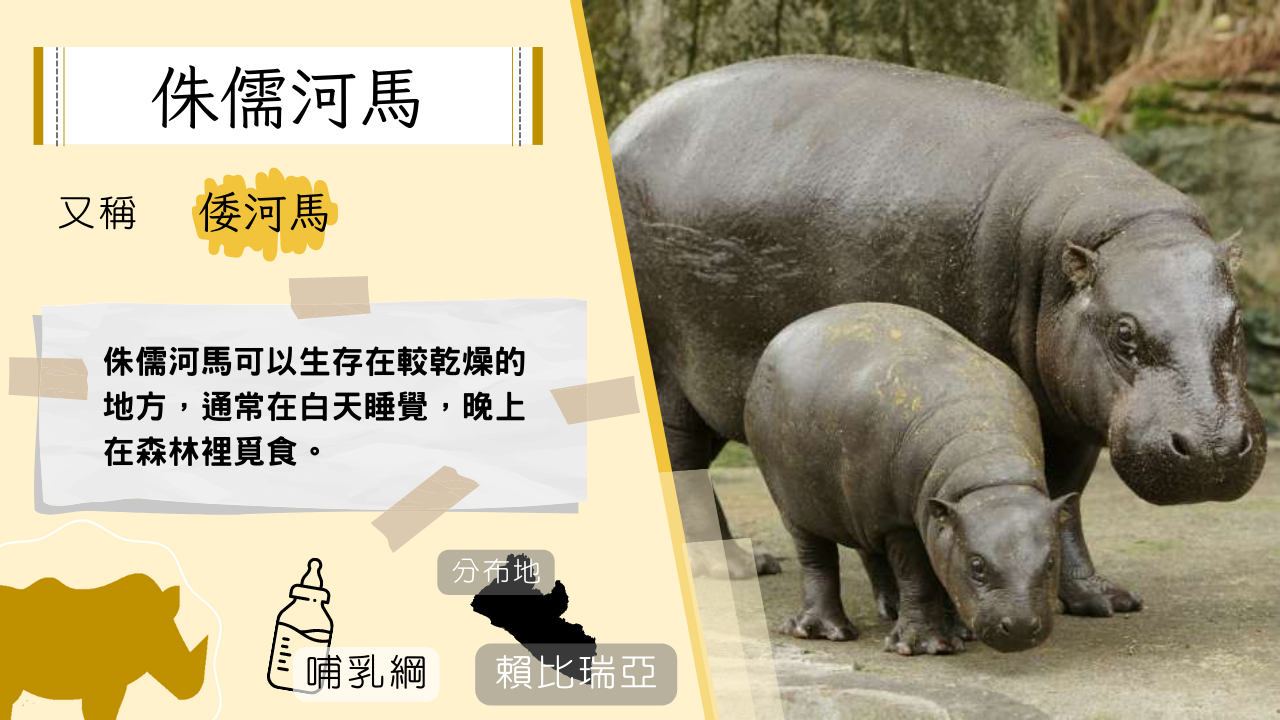 侏儒河馬
又稱 倭河馬
侏儒河馬可以生存在較乾燥的
地方，通常在白天睡覺，晚上
在森林裡覓食。
分布地
哺乳綱
賴比瑞亞